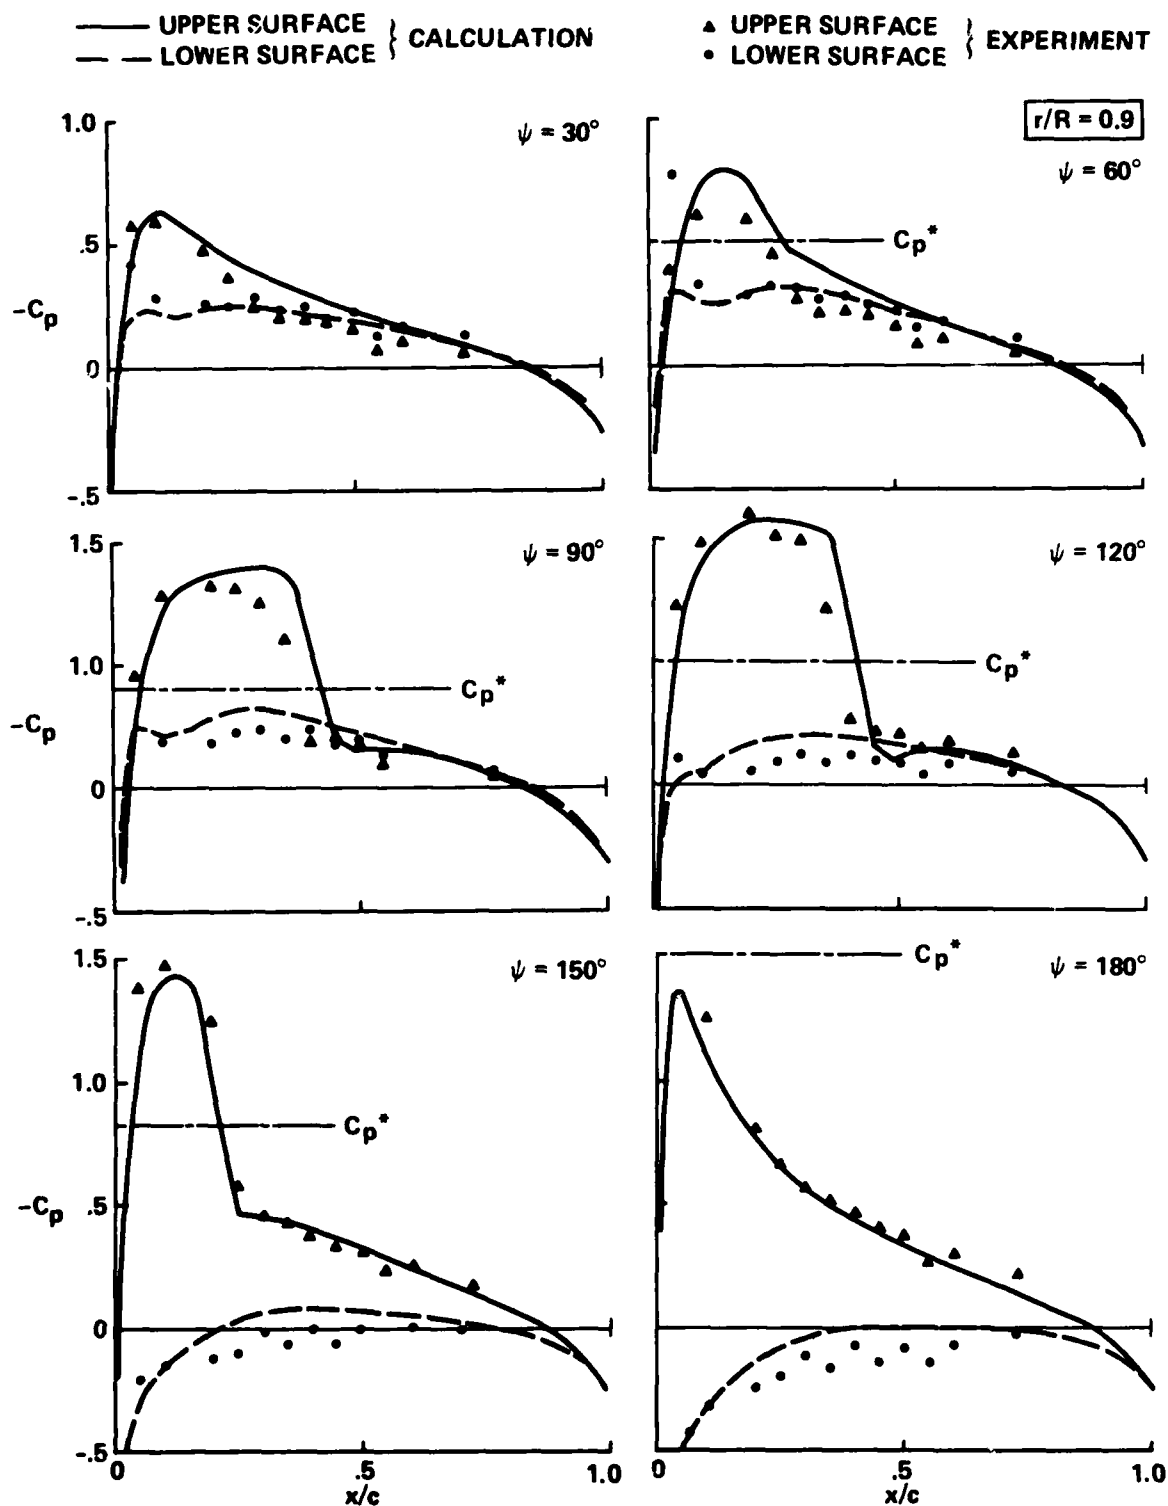 UPPER SURFACE
LOWER SURFACE
CALCULATION
UPPER SURFACE
LOWER SURFACE
EXPERIMENT
1.0
.5
0
-.5
-Cp
ψ = 30°
r/R = 0.9
ψ = 60°
Cp*
1.5
1.0
0
-.5
-Cp
ψ = 90°
Cp*
ψ = 120°
Cp*
1.5
1.0
.5
0
-.5
-Cp
ψ = 150°
Cp*
0
.5
1.0
x/c
Cp*
ψ = 180°
0
.5
1.0
x/c